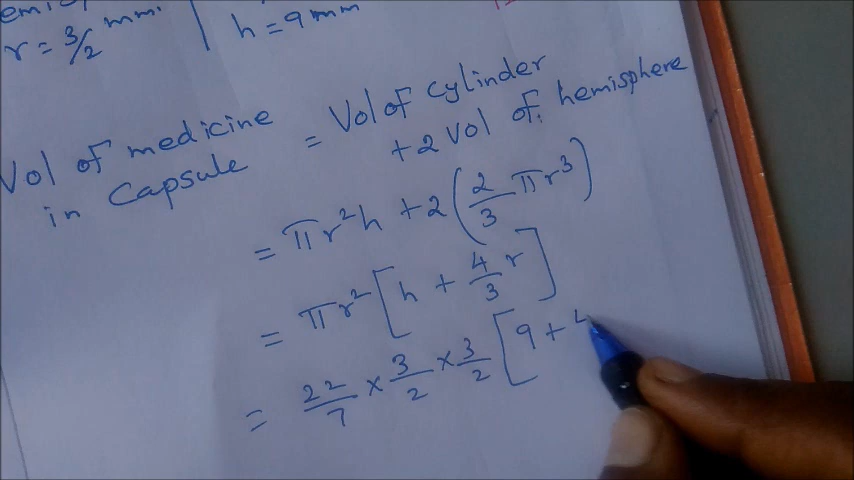 r = 3/2 mm. h = 9 mm
Vol of medicine = Vol of cylinder
in Capsule + 2 Vol of hemisphere
= πr²h + 2(2/3 πr³)
= πr²[h + 4/3 r]
= 22/7 × 3/2 × 3/2 [9 + 4